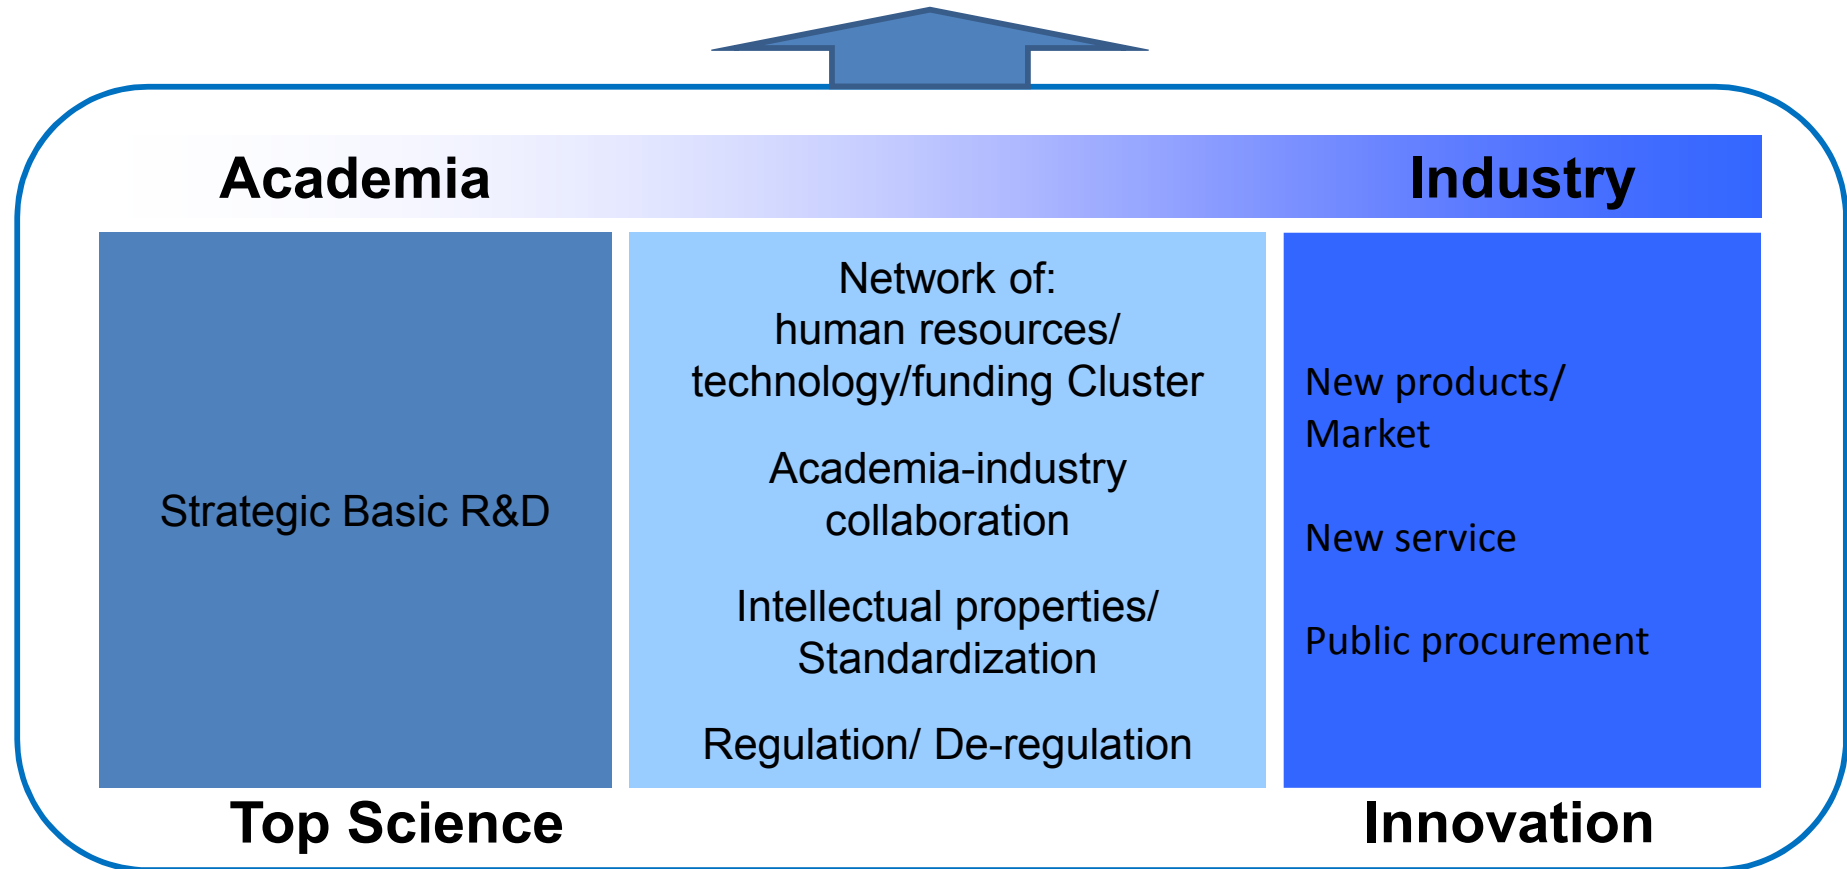 Academia
Industry
Strategic Basic R&D
Network of:
human resources/
technology/funding Cluster
Academia-industry
collaboration
Intellectual properties/
Standardization
Regulation/ De-regulation
New products/
Market
New service
Public procurement
Top Science
Innovation